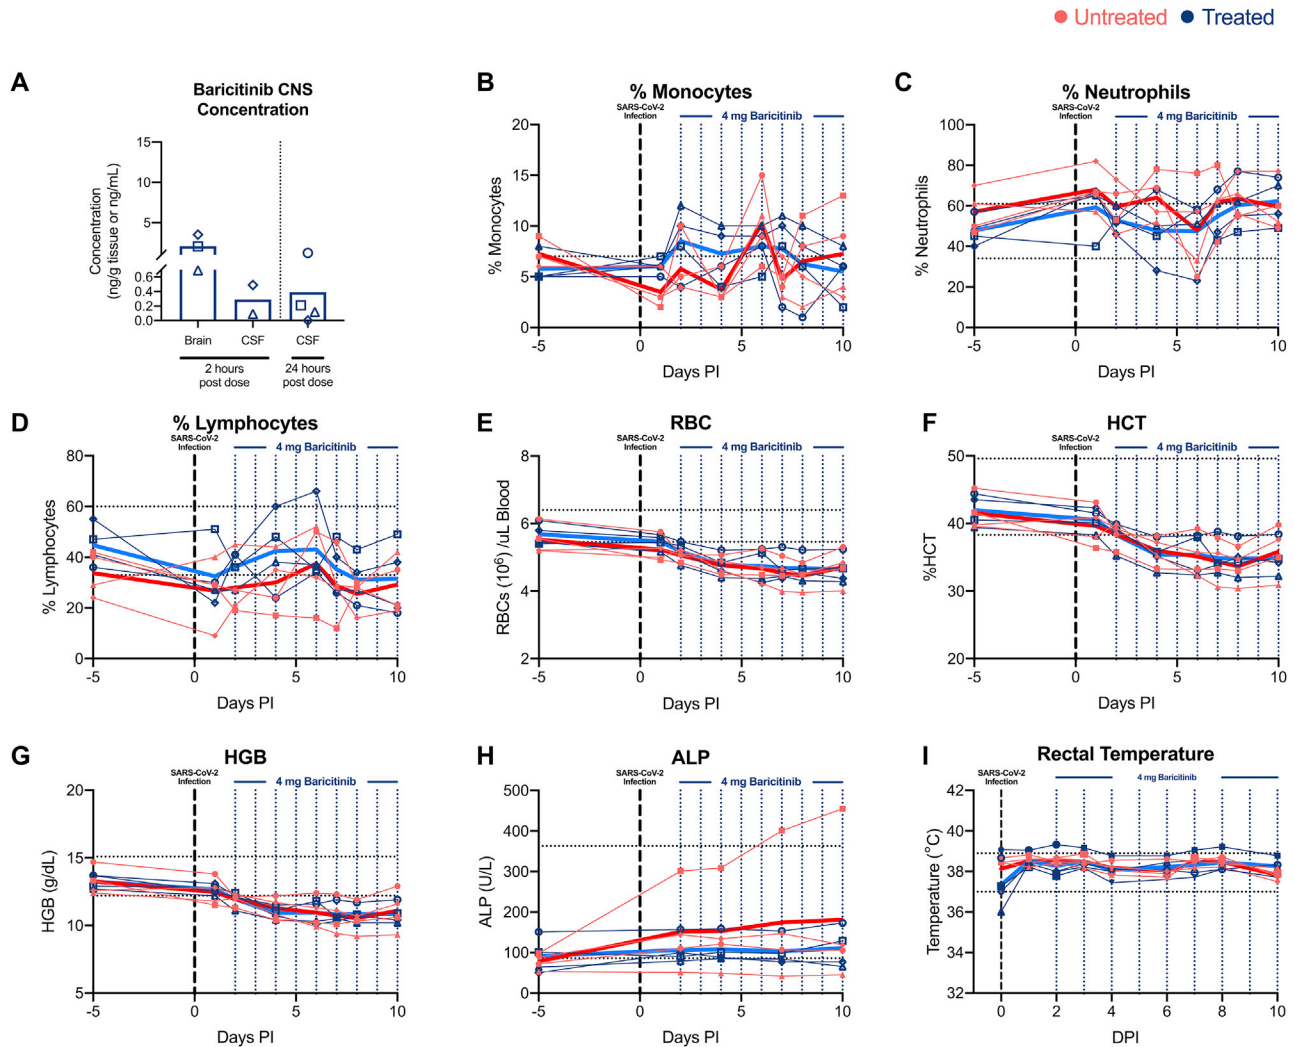 Untreated Treated
A
Baricitinib CNS
Concentration
Concentration
(ng/g tissue or ng/mL)
15
10
5
0.6
0.4
0.2
0.0
Brain CSF CSF
2 hours
post dose
24 hours
post dose
B
% Monocytes
SARS-CoV-2
Infection
4 mg Baricitinib
% Monocytes
20
15
10
5
0
-5 0 5 10
Days PI
C
% Neutrophils
SARS-CoV-2
Infection
4 mg Baricitinib
% Neutrophils
100
80
60
40
20
0
-5 0 5 10
Days PI
D
% Lymphocytes
SARS-CoV-2
Infection
4 mg Baricitinib
% Lymphocytes
80
60
40
20
0
-5 0 5 10
Days PI
E
RBC
SARS-CoV-2
Infection
4 mg Baricitinib
RBCs (10⁶) /uL Blood
8
6
4
2
-5 0 5 10
Days PI
F
HCT
SARS-CoV-2
Infection
4 mg Baricitinib
%HCT
50
40
30
20
-5 0 5 10
Days PI
G
HGB
SARS-CoV-2
Infection
4 mg Baricitinib
HGB (g/dL)
20
15
10
5
-5 0 5 10
Days PI
H
ALP
SARS-CoV-2
Infection
4 mg Baricitinib
ALP (U/L)
500
400
300
200
100
0
-5 0 5 10
Days PI
I
Rectal Temperature
SARS-CoV-2
Infection
4 mg Baricitinib
Temperature (°C)
42
40
38
36
34
32
0 2 4 6 8 10
DPI